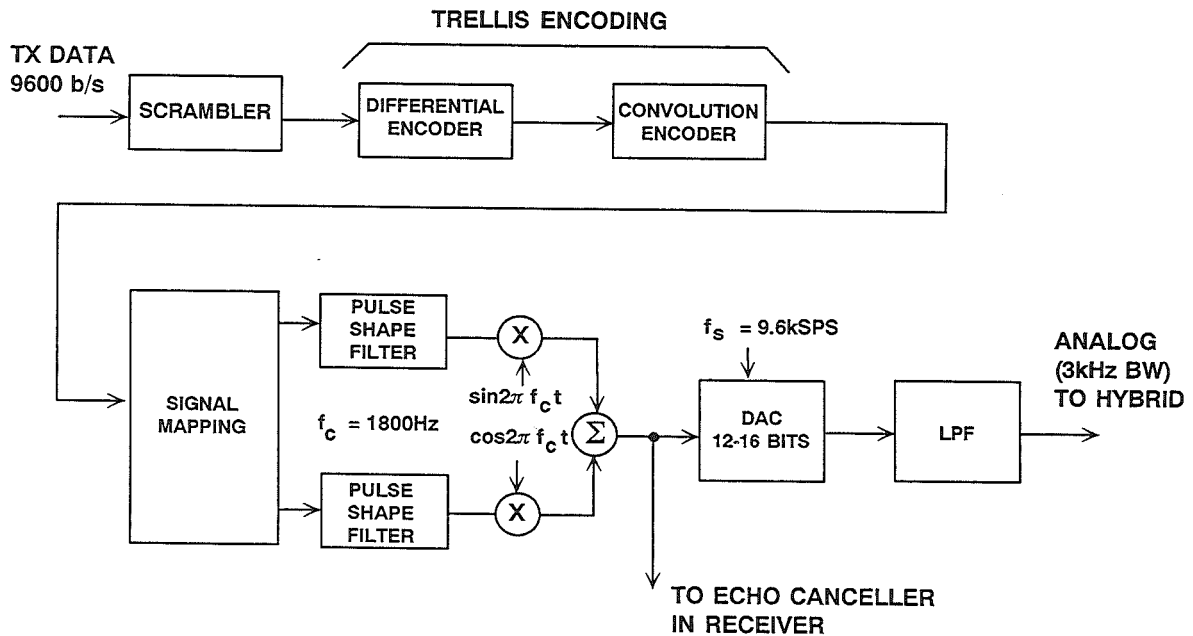 TRELLIS ENCODING
TX DATA
9600 b/s
SCRAMBLER
DIFFERENTIAL
ENCODER
CONVOLUTION
ENCODER
SIGNAL
MAPPING
PULSE
SHAPE
FILTER
X
sin2π f_c t
f_c = 1800Hz
cos2π f_c t
Σ
PULSE
SHAPE
FILTER
X
f_s = 9.6kSPS
DAC
12-16 BITS
LPF
ANALOG
(3kHz BW)
TO HYBRID
TO ECHO CANCELLER
IN RECEIVER